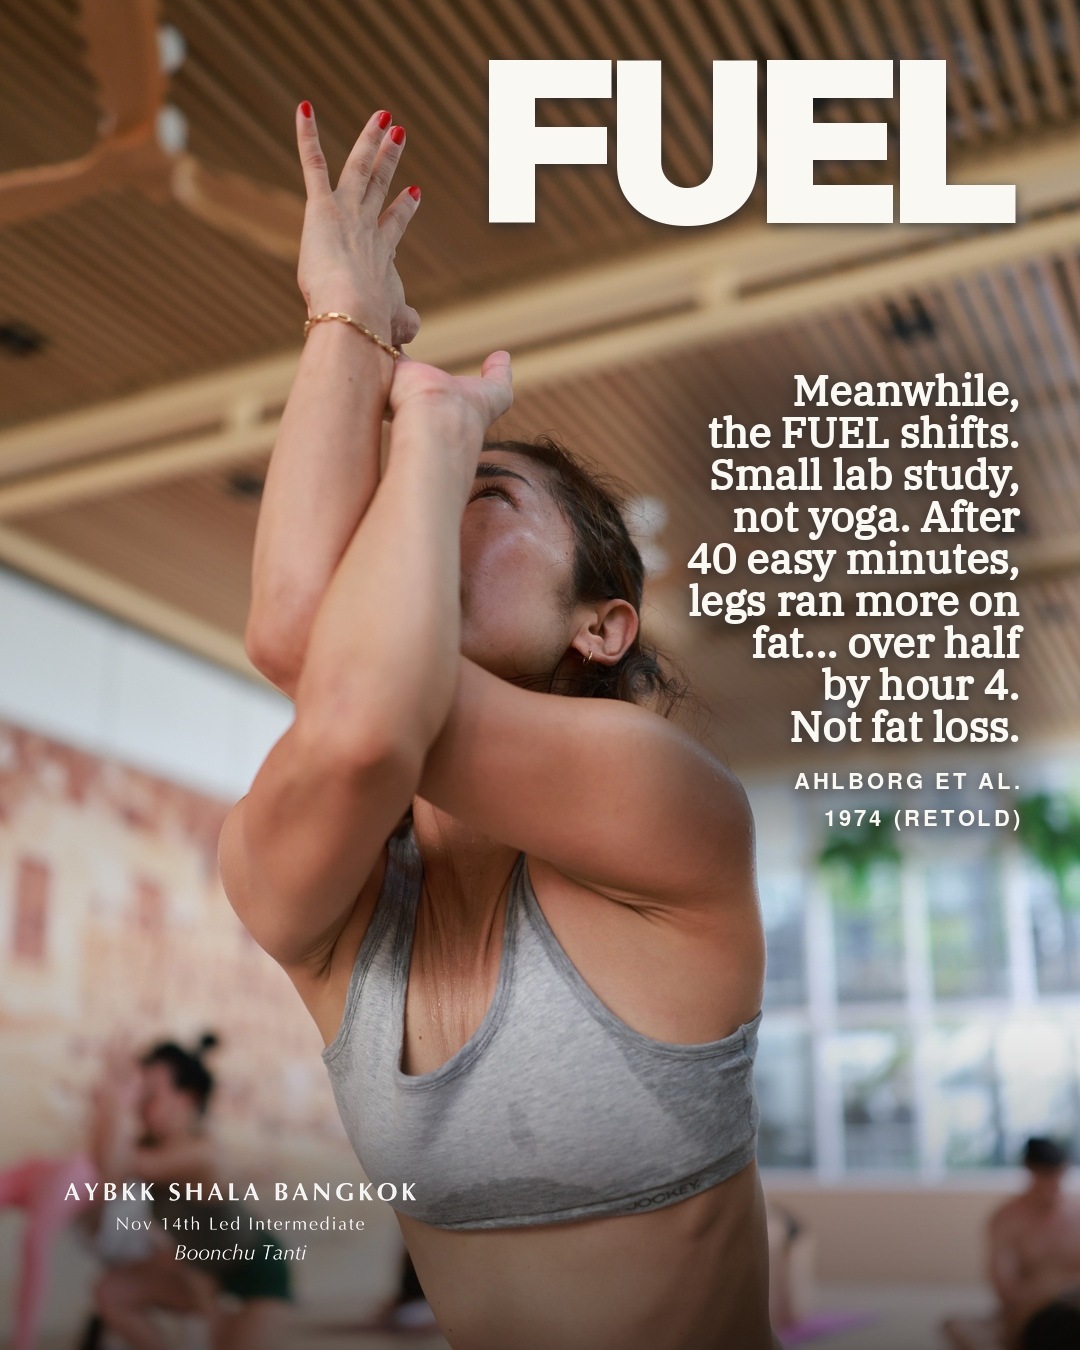 FUEL
Meanwhile,
the FUEL shifts.
Small lab study,
not yoga. After
40 easy minutes,
legs ran more on
fat... over half
by hour 4.
Not fat loss.
AHLBORG ET AL.
1974 (RETOLD)
JOCKEY
AYBKK SHALA BANGKOK
Nov 14th Led Intermediate
Boonchu Tanti